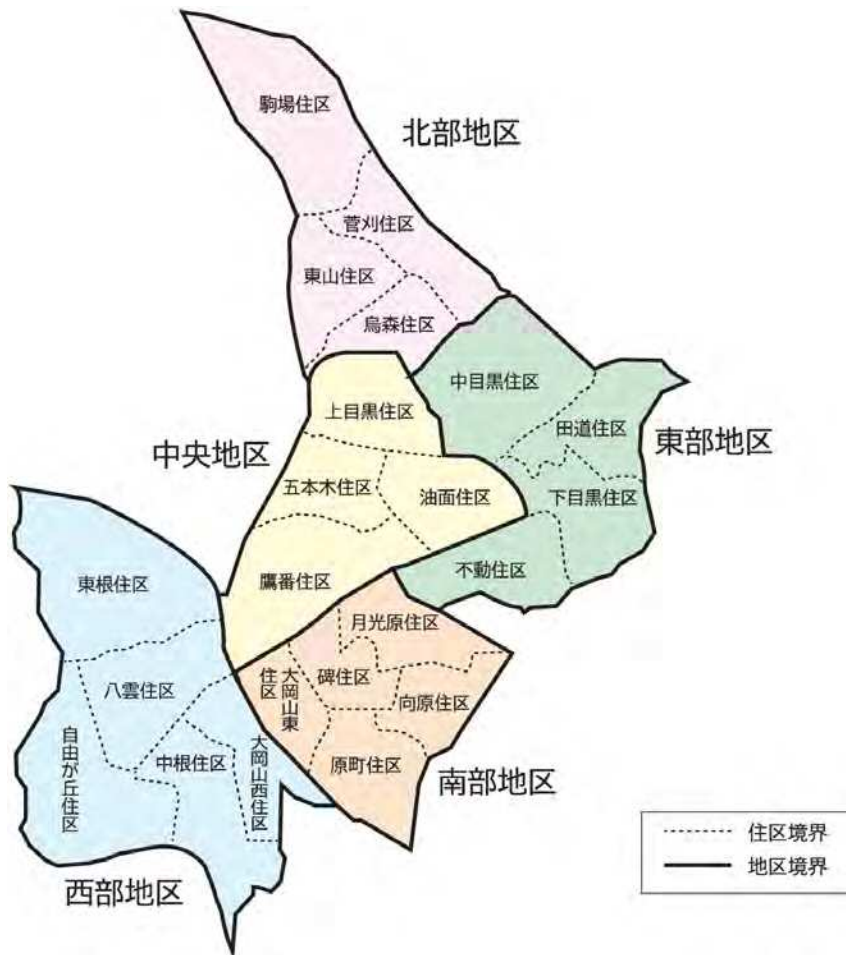 駒場住区
北部地区
菅刈住区
東山住区
烏森住区
中目黒住区
上目黒住区
田道住区
東部地区
中央地区
五本木住区
油面住区
下目黒住区
不動住区
東根住区
鷹番住区
月光原住区
碑住区
大岡山東
住区
向原住区
八雲住区
自由が丘住区
中根住区
大岡山西住区
原町住区
南部地区
西部地区
住区境界
地区境界